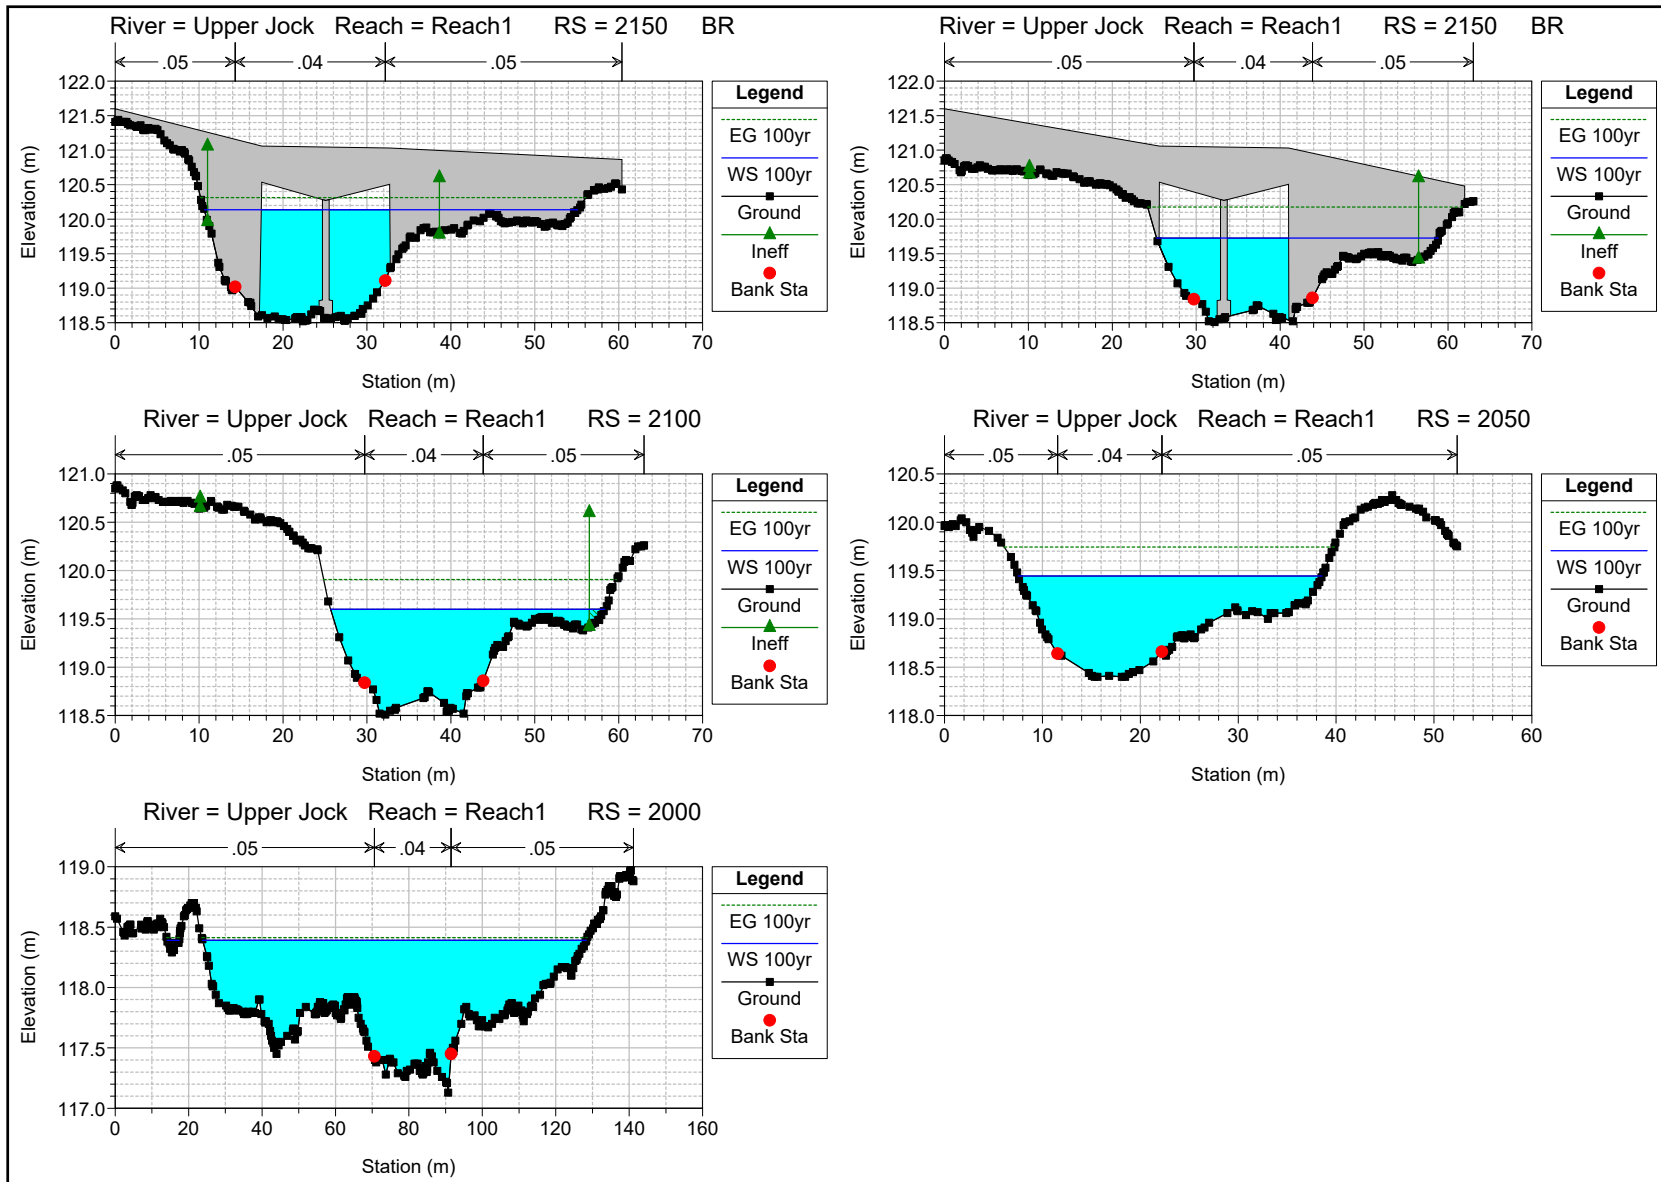 River = Upper Jock Reach = Reach1 RS = 2150 BR
.05 .04 .05
122.0
121.5
121.0
120.5
120.0
119.5
119.0
118.5
Elevation (m)
0 10 20 30 40 50 60 70
Station (m)
Legend
EG 100yr
WS 100yr
Ground
Ineff
Bank Sta
River = Upper Jock Reach = Reach1 RS = 2150 BR
.05 .04 .05
122.0
121.5
121.0
120.5
120.0
119.5
119.0
118.5
Elevation (m)
0 10 20 30 40 50 60 70
Station (m)
Legend
EG 100yr
WS 100yr
Ground
Ineff
Bank Sta
River = Upper Jock Reach = Reach1 RS = 2100
.05 .04 .05
121.0
120.5
120.0
119.5
119.0
118.5
Elevation (m)
0 10 20 30 40 50 60 70
Station (m)
Legend
EG 100yr
WS 100yr
Ground
Ineff
Bank Sta
River = Upper Jock Reach = Reach1 RS = 2050
.05 .04 .05
120.5
120.0
119.5
119.0
118.5
118.0
Elevation (m)
0 10 20 30 40 50 60
Station (m)
Legend
EG 100yr
WS 100yr
Ground
Bank Sta
River = Upper Jock Reach = Reach1 RS = 2000
.05 .04 .05
119.0
118.5
118.0
117.5
117.0
Elevation (m)
0 20 40 60 80 100 120 140 160
Station (m)
Legend
EG 100yr
WS 100yr
Ground
Bank Sta